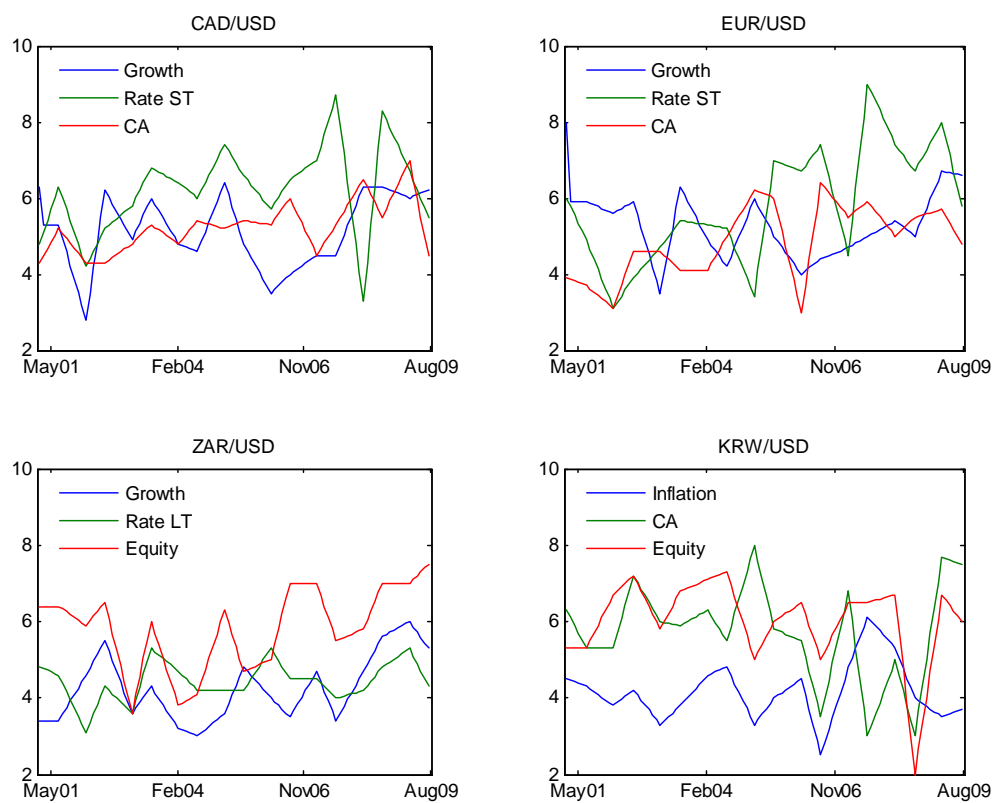 CAD/USD
10
8
6
4
2
Growth
Rate ST
CA
May01 Feb04 Nov06 Aug09
EUR/USD
10
8
6
4
2
Growth
Rate ST
CA
May01 Feb04 Nov06 Aug09
ZAR/USD
10
8
6
4
2
Growth
Rate LT
Equity
May01 Feb04 Nov06 Aug09
KRW/USD
10
8
6
4
2
Inflation
CA
Equity
May01 Feb04 Nov06 Aug09